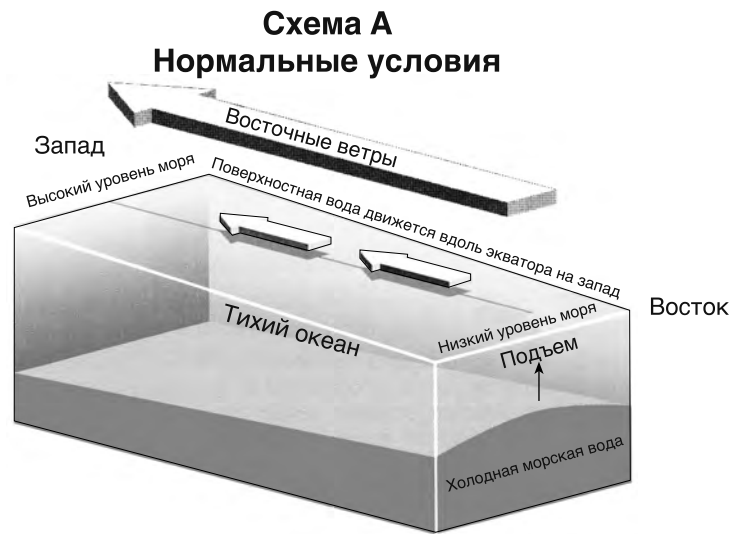 Схема А
Нормальные условия
Восточные ветры
Запад
Высокий уровень моря
Поверхностная вода движется вдоль экватора на запад
Восток
Тихий океан
Низкий уровень моря
Подъем
Холодная морская вода